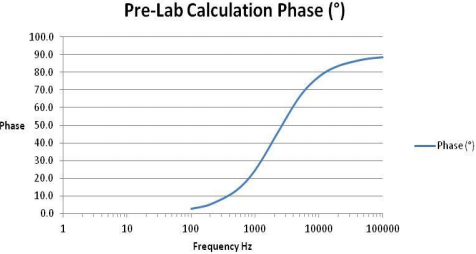 Pre-Lab Calculation Phase (°)
100.0
90.0
80.0
70.0
60.0
50.0
40.0
30.0
20.0
10.0
0.0
Phase
Phase (°)
1 10 100 1000 10000 100000
Frequency Hz